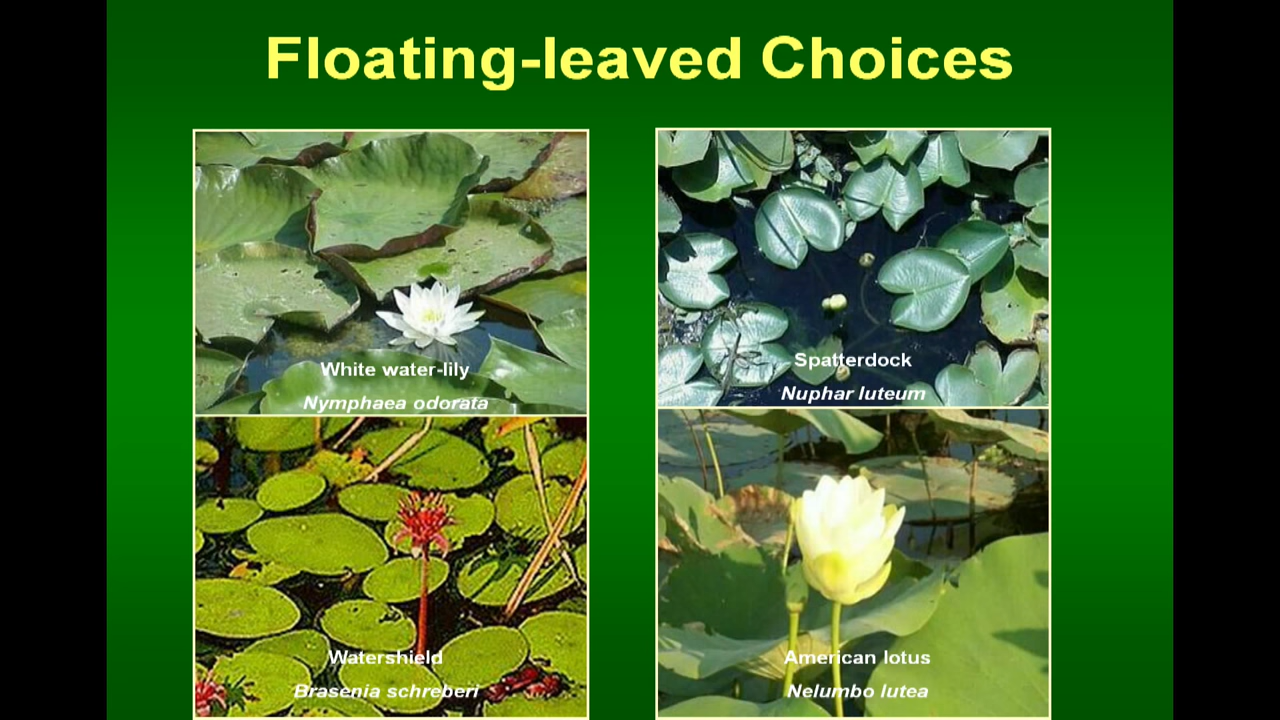 Floating-leaved Choices
White water-lily
Nymphaea odorata
Spatterdock
Nuphar luteum
Watershield
Brasenia schreberi
American lotus
Nelumbo lutea